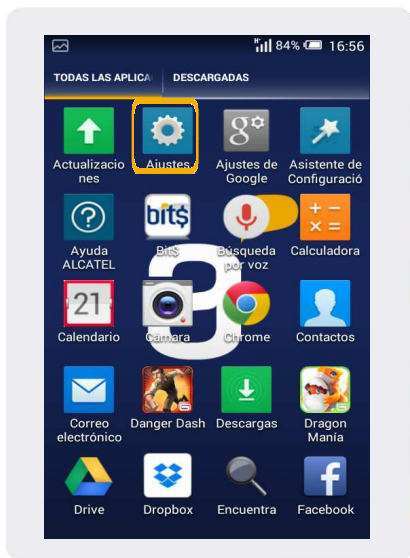 H 84% 16:56
TODAS LAS APLICA DESCARGADAS
Actualizacio
nes
Ajustes
Ajustes de
Google
Asistente de
Configuració
Ayuda
ALCATEL
bit$
Bit$
Búsqueda
por voz
Calculadora
21
Calendario
Cámara
Chrome
Contactos
Correo
electrónico
Danger Dash
Descargas
Dragon
Manía
Drive
Dropbox
Encuentra
Facebook
3